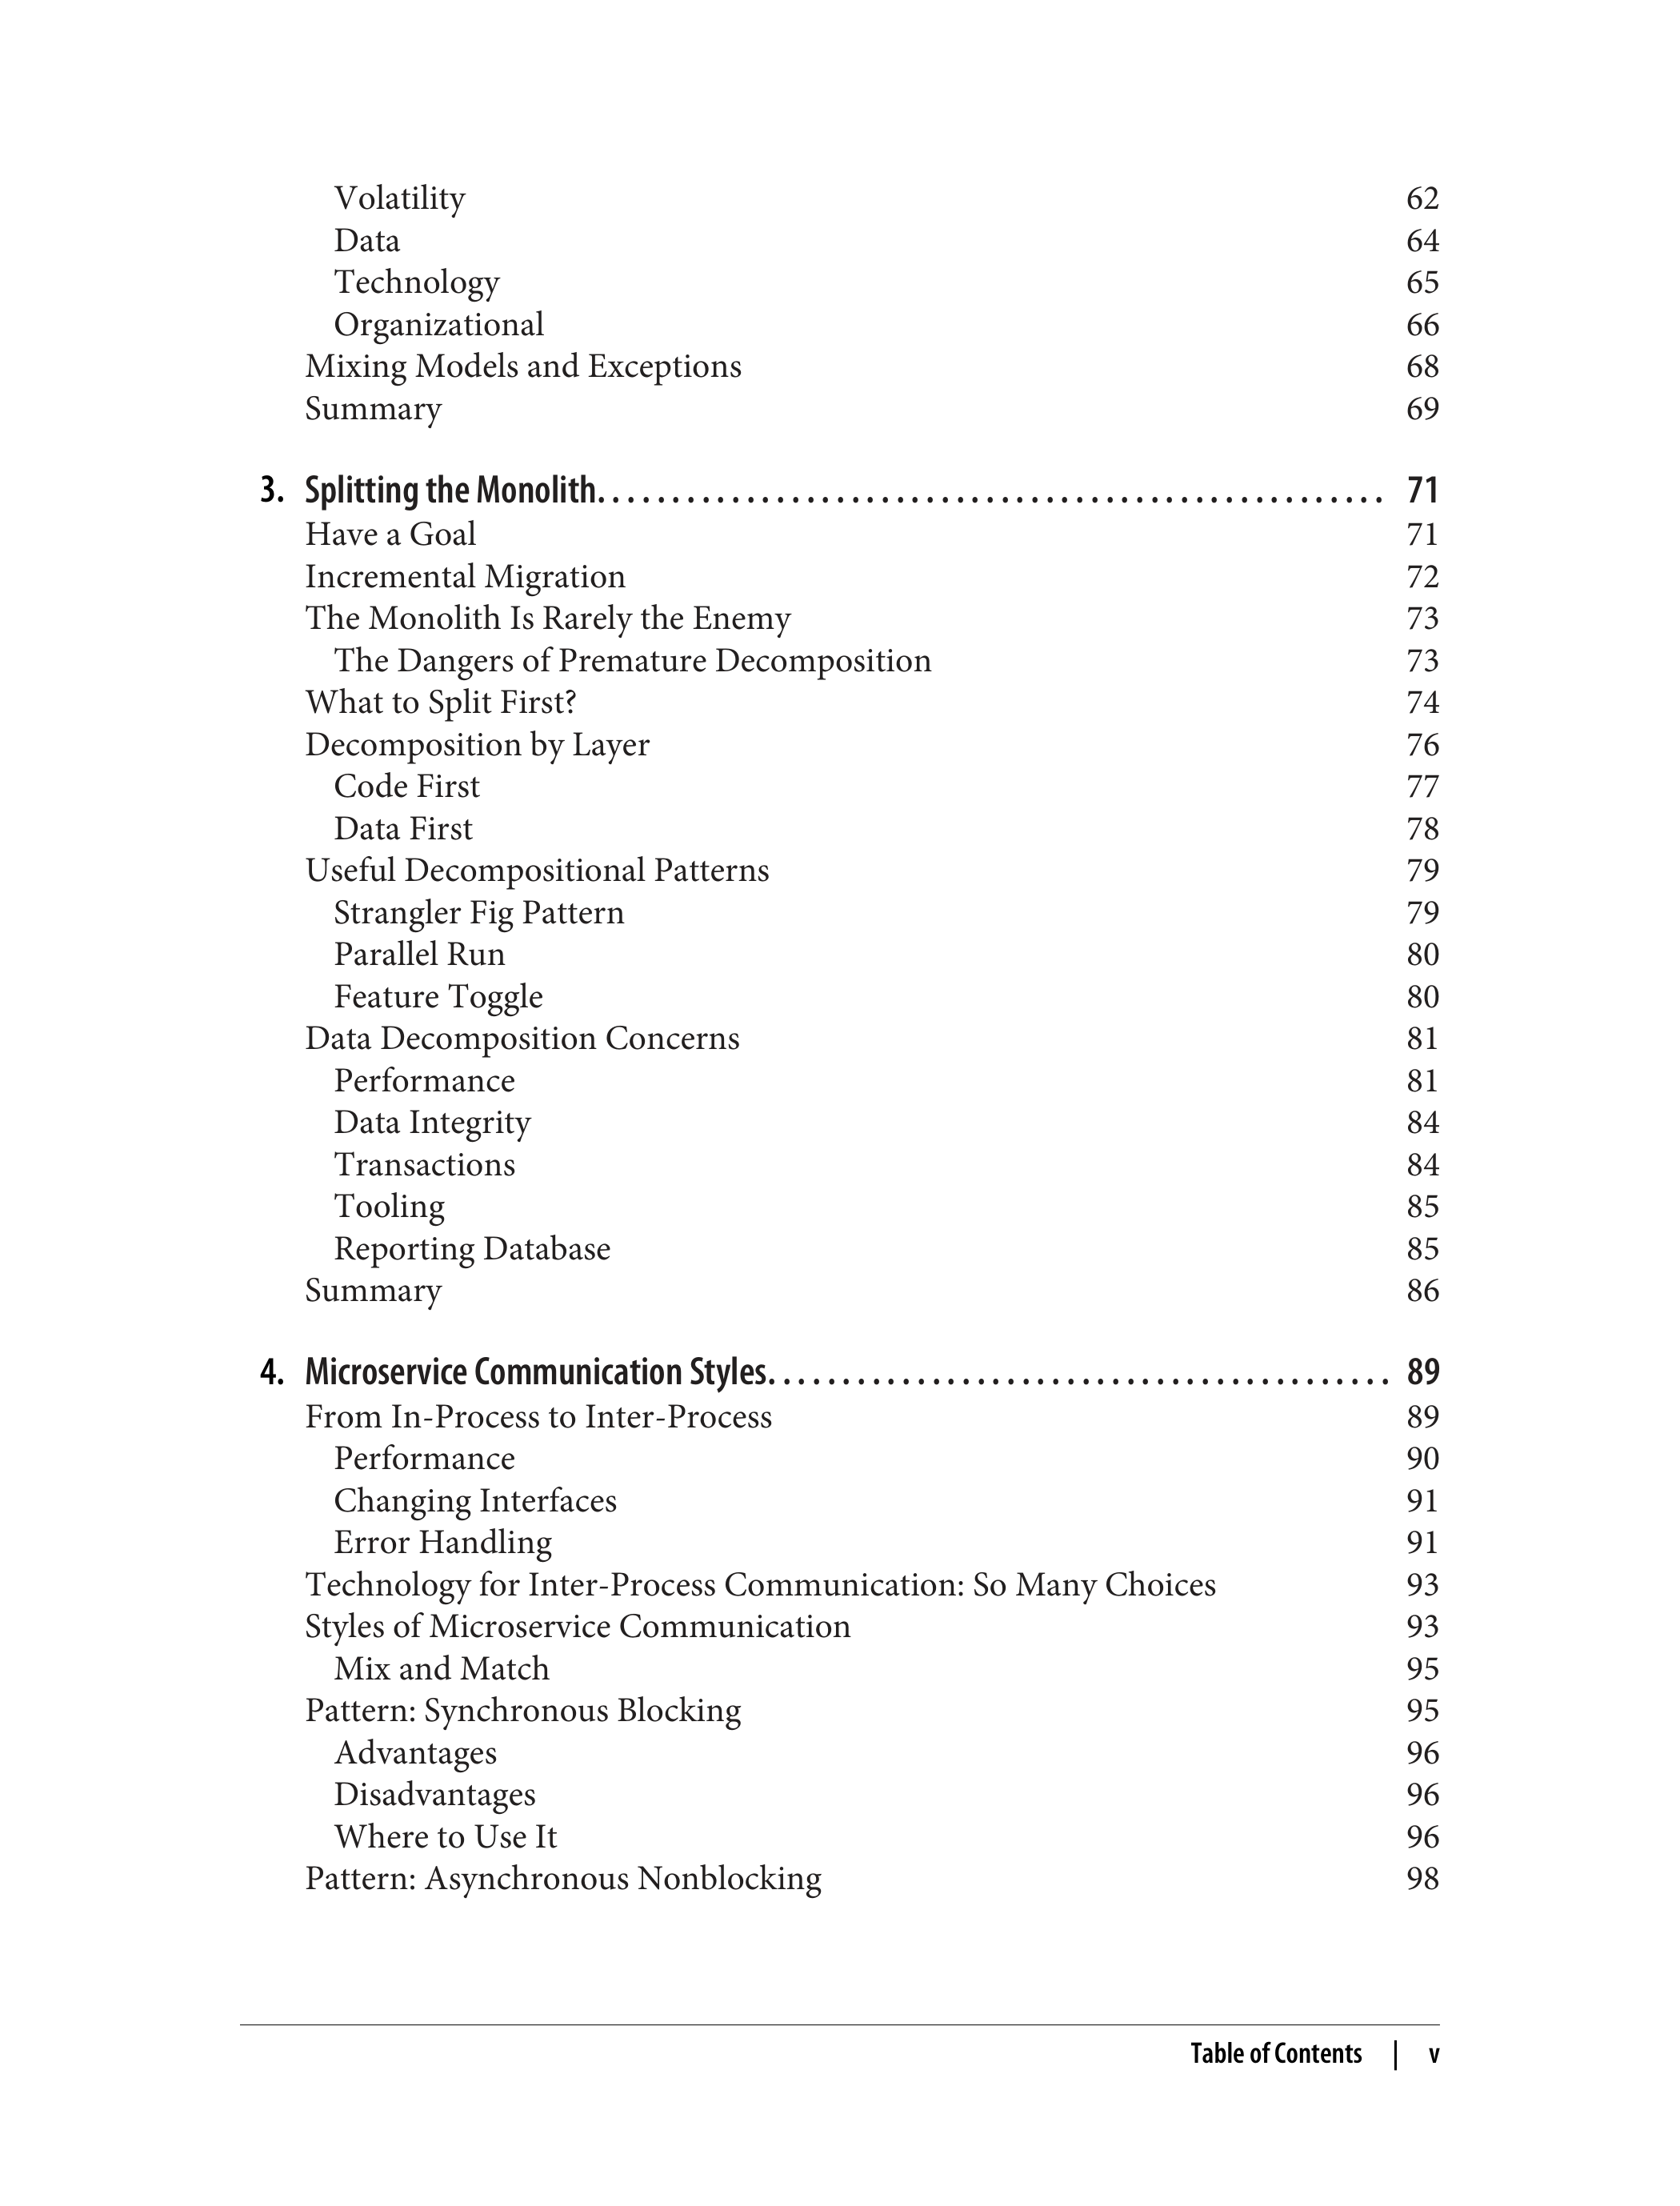 Volatility 62
Data 64
Technology 65
Organizational 66
Mixing Models and Exceptions 68
Summary 69
3. Splitting the Monolith. . . . . . . . . . . . . . . . . . . . . . . . . . . . . . . . . . . . . . . . . . . . . . . . . . . . 71
Have a Goal 71
Incremental Migration 72
The Monolith Is Rarely the Enemy 73
The Dangers of Premature Decomposition 73
What to Split First? 74
Decomposition by Layer 76
Code First 77
Data First 78
Useful Decompositional Patterns 79
Strangler Fig Pattern 79
Parallel Run 80
Feature Toggle 80
Data Decomposition Concerns 81
Performance 81
Data Integrity 84
Transactions 84
Tooling 85
Reporting Database 85
Summary 86
4. Microservice Communication Styles. . . . . . . . . . . . . . . . . . . . . . . . . . . . . . . . . . . . . . . . . 89
From In-Process to Inter-Process 89
Performance 90
Changing Interfaces 91
Error Handling 91
Technology for Inter-Process Communication: So Many Choices 93
Styles of Microservice Communication 93
Mix and Match 95
Pattern: Synchronous Blocking 95
Advantages 96
Disadvantages 96
Where to Use It 96
Pattern: Asynchronous Nonblocking 98
Table of Contents | v